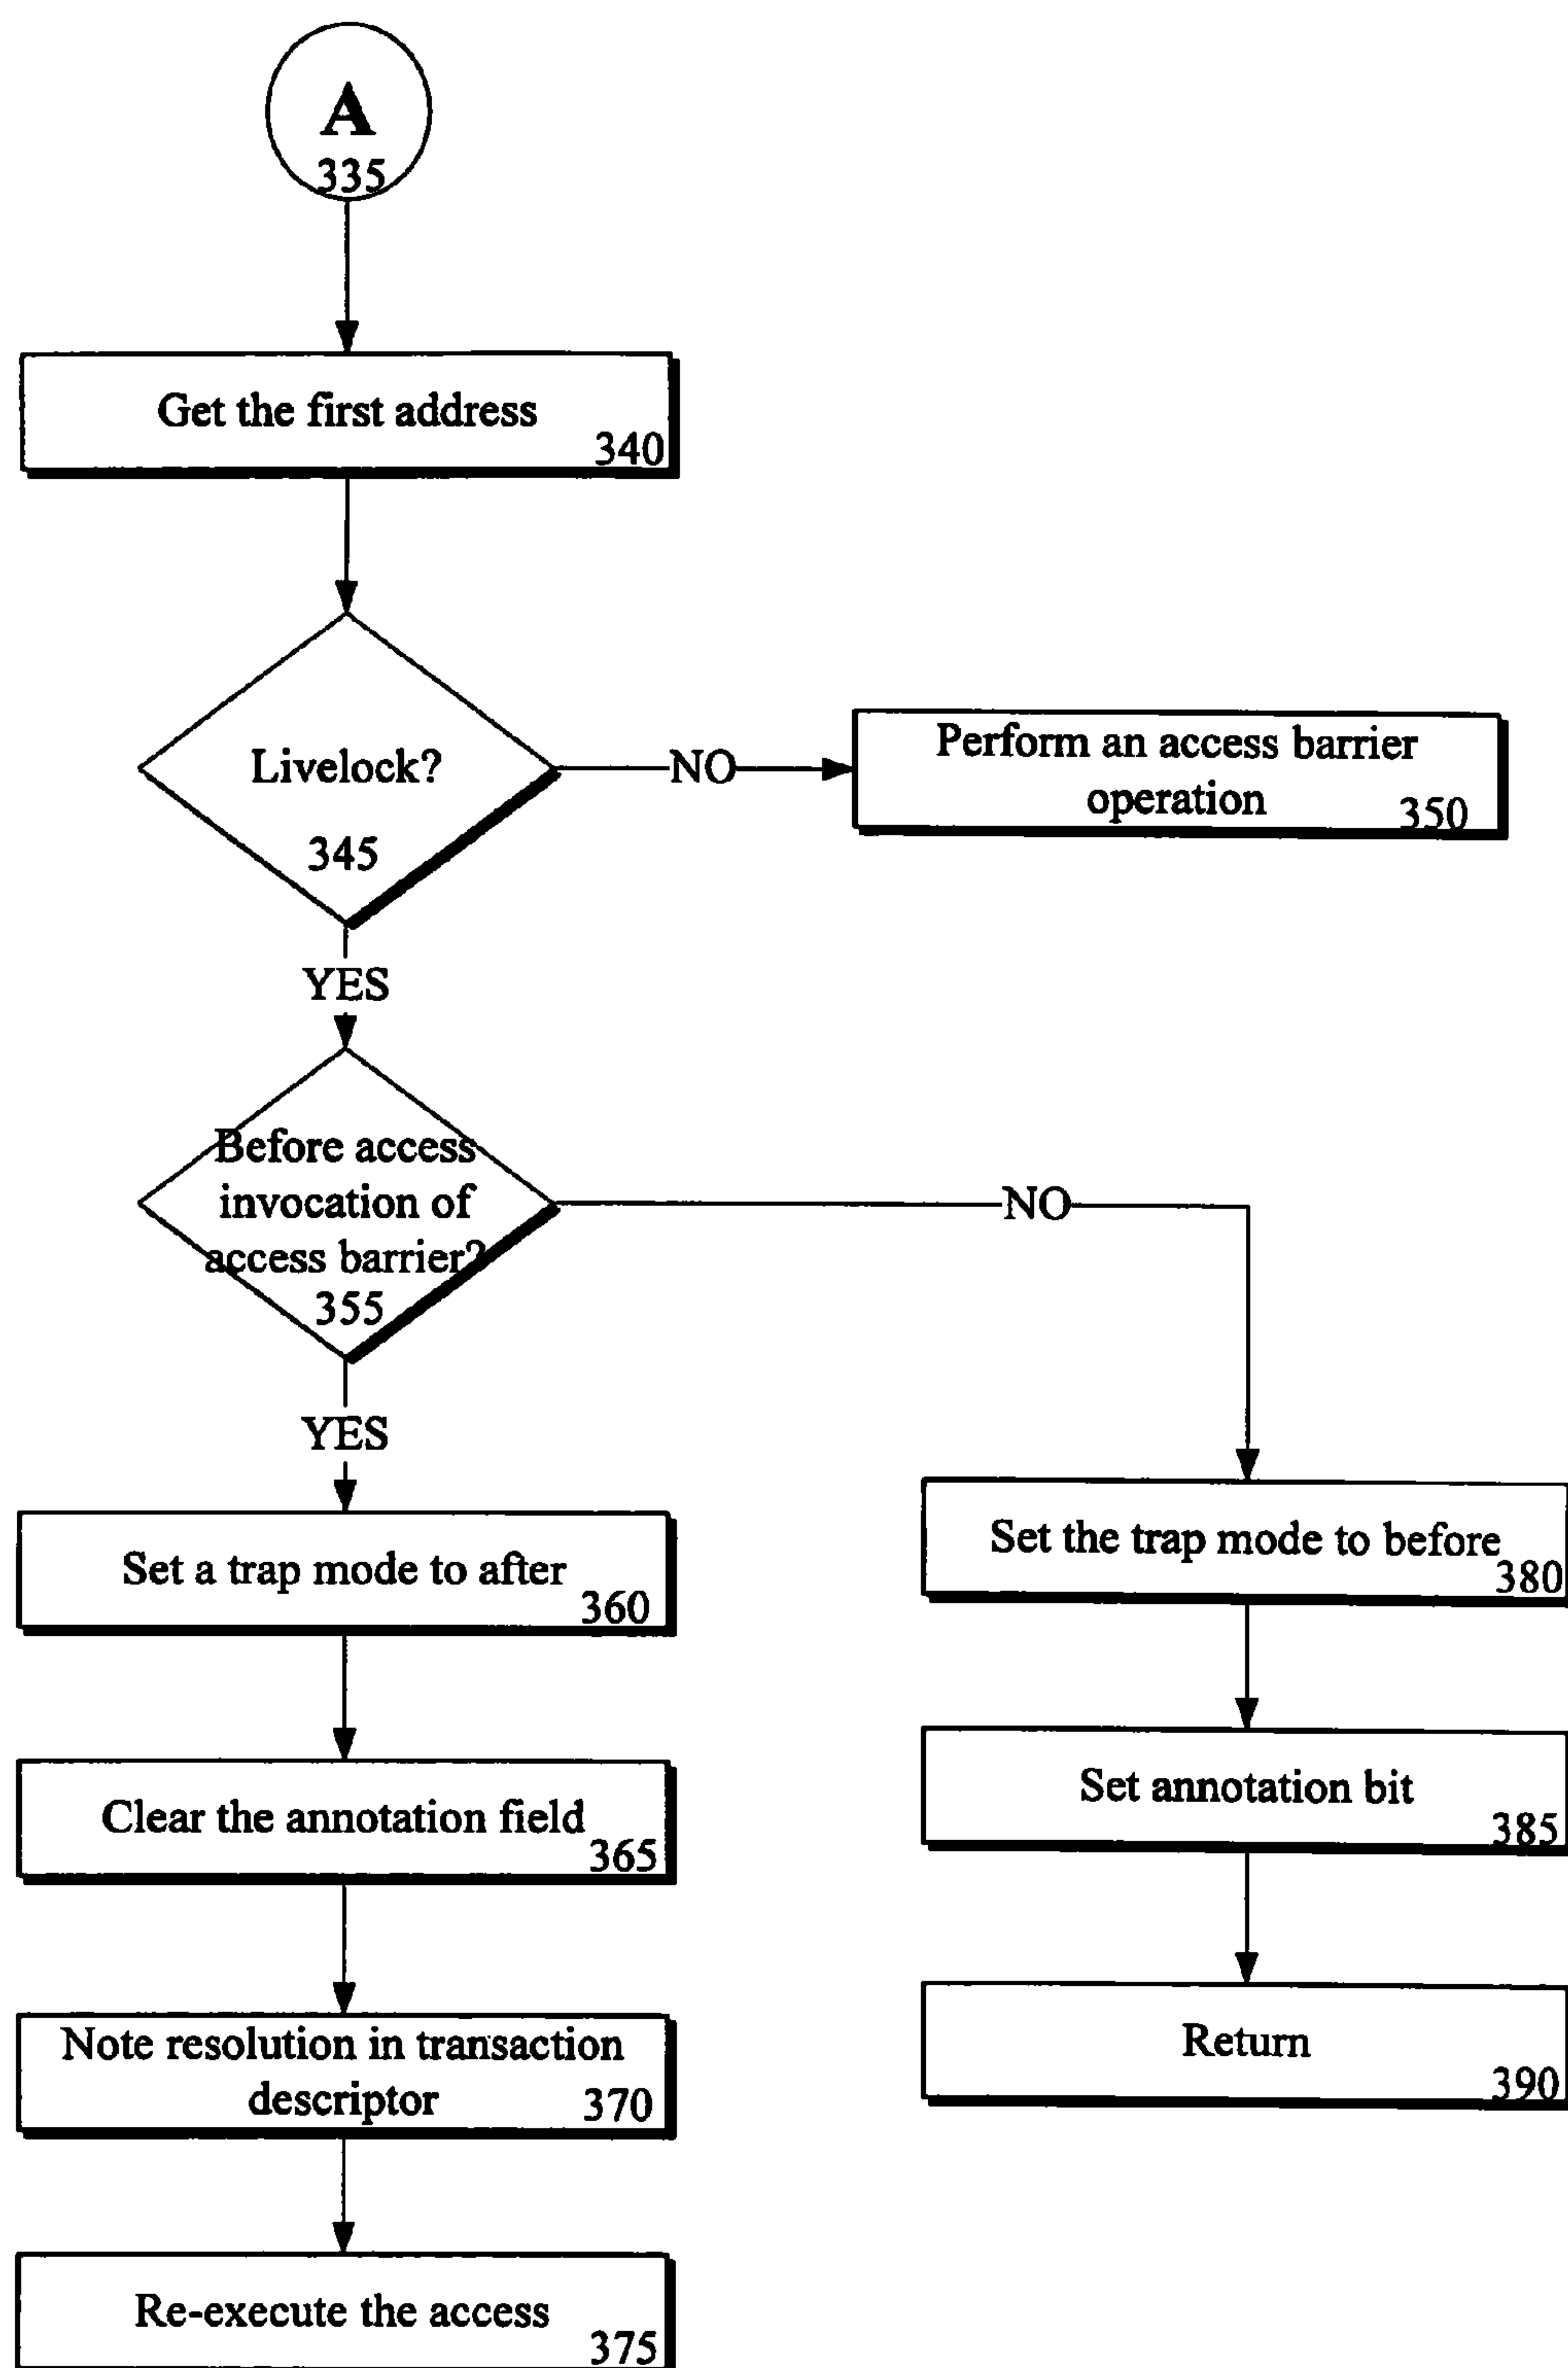 A
335
Get the first address
340
Livelock?
345
NO
Perform an access barrier
operation
350
YES
Before access
invocation of
access barrier?
355
NO
YES
Set a trap mode to after
360
Clear the annotation field
365
Note resolution in transaction
descriptor
370
Re-execute the access
375
Set the trap mode to before
380
Set annotation bit
385
Return
390